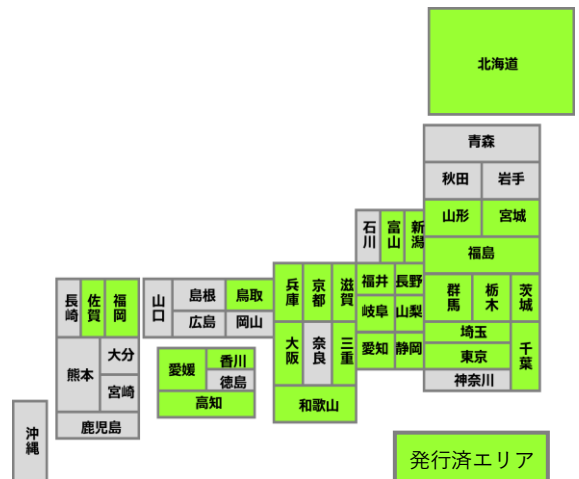 北海道
青森
秋田
岩手
山形
宮城
福島
石川
富山
新潟
群馬
栃木
茨城
福井
長野
岐阜
山梨
愛知
静岡
埼玉
東京
千葉
神奈川
兵庫
京都
滋賀
大阪
奈良
三重
和歌山
山口
島根
鳥取
広島
岡山
愛媛
香川
徳島
高知
長崎
佐賀
福岡
熊本
大分
宮崎
鹿児島
沖縄
発行済エリア